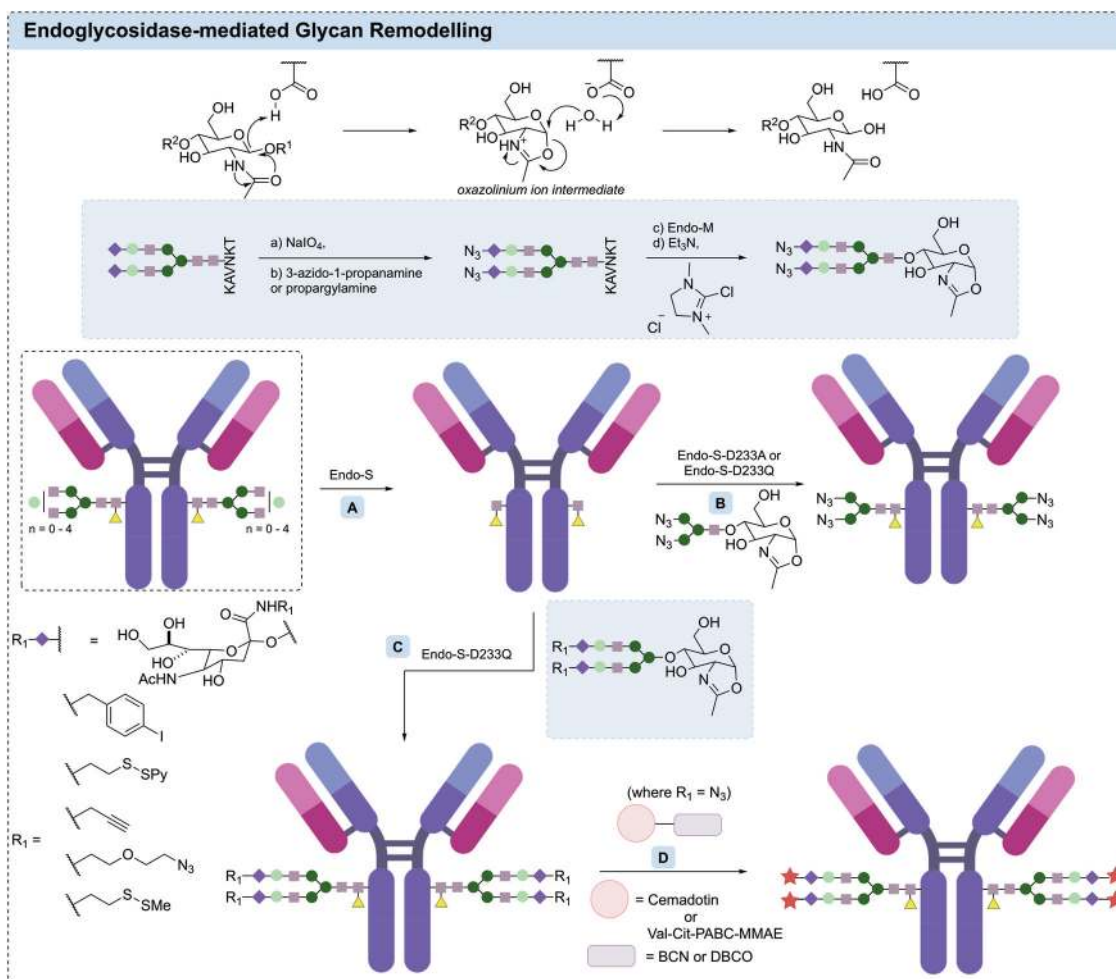 Endoglycosidase-mediated Glycan Remodelling
HO O
H
OH
R²O
HO
OR¹
HN
O
−O O
OH
R²O
HO
HN+
O
H O H
oxazolinium ion intermediate
HO O
OH
R²O
HO
OH
HN
O
KAVNKT
a) NaIO₄,
b) 3-azido-1-propanamine
or propargylamine
N₃
N₃
KAVNKT
c) Endo-M
d) Et₃N,
N
Cl
N+
Cl−
N₃
N₃
O
OH
HO
N
O
n = 0 - 4
n = 0 - 4
Endo-S
A
Endo-S-D233A or
Endo-S-D233Q
B
OH
N₃
N₃
O
HO
N
O
N₃
N₃
N₃
N₃
R₁
=
HO
OH
HO
AcHN
HO
O
O
NHR₁
O
C
Endo-S-D233Q
R₁
R₁
O
OH
HO
N
O
R₁ =
I
S
SPy
O
N₃
S
SMe
R₁
R₁
R₁
R₁
(where R₁ = N₃)
D
= Cemadotin
or
Val-Cit-PABC-MMAE
= BCN or DBCO